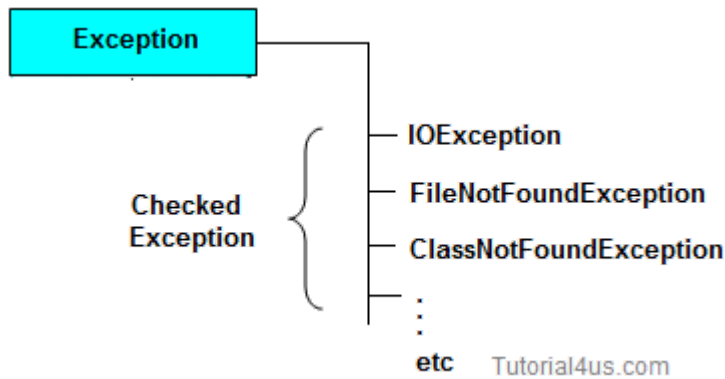 Exception
IOException
FileNotFoundException
Checked
Exception
ClassNotFoundException
etc
Tutorial4us.com